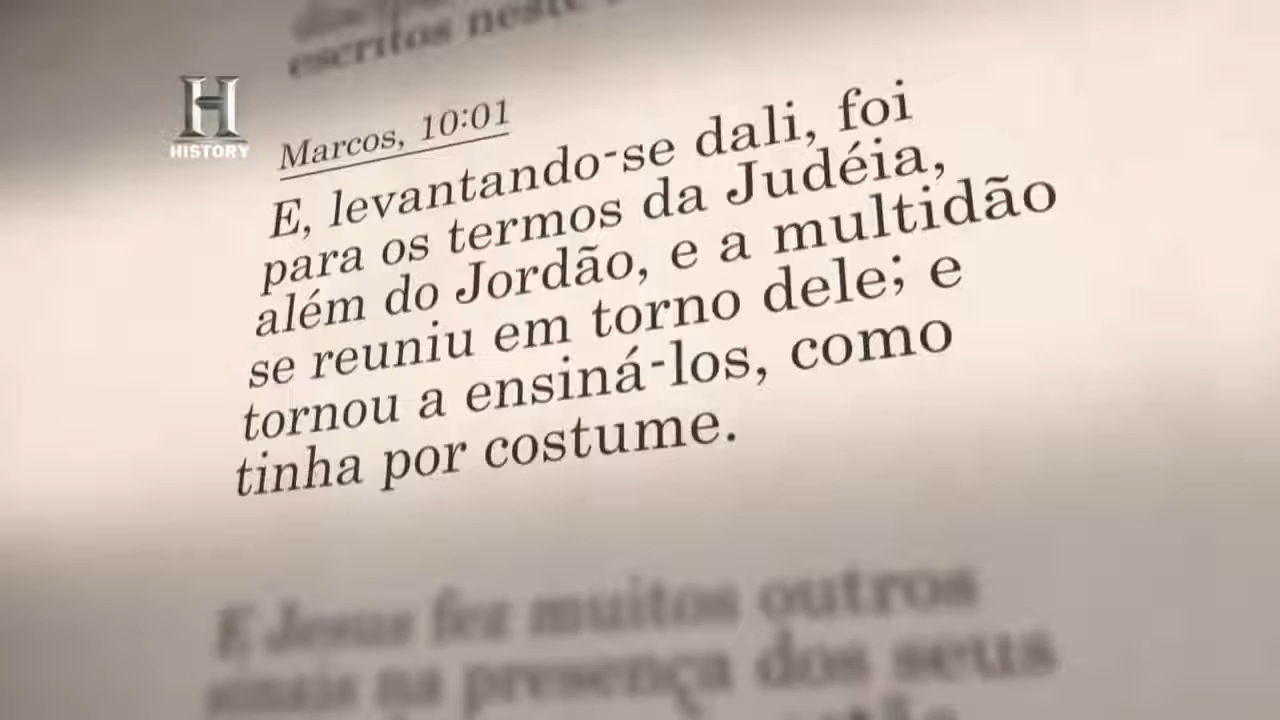 escritos neste
H
HISTORY
Marcos, 10:01
E, levantando-se dali, foi
para os termos da Judéia,
além do Jordão, e a multidão
se reuniu em torno dele; e
tornou a ensiná-los, como
tinha por costume.
E Jesus fez muitos outros
sinais na presença dos seus